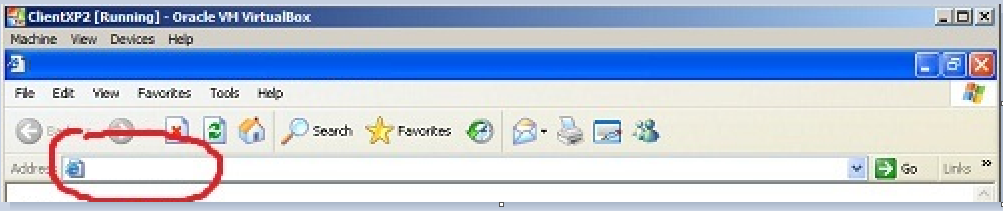 ClientXP2 [Running] - Oracle VM VirtualBox
Machine View Devices Help
File Edit View Favorites Tools Help
Search Favorites
Go Links »